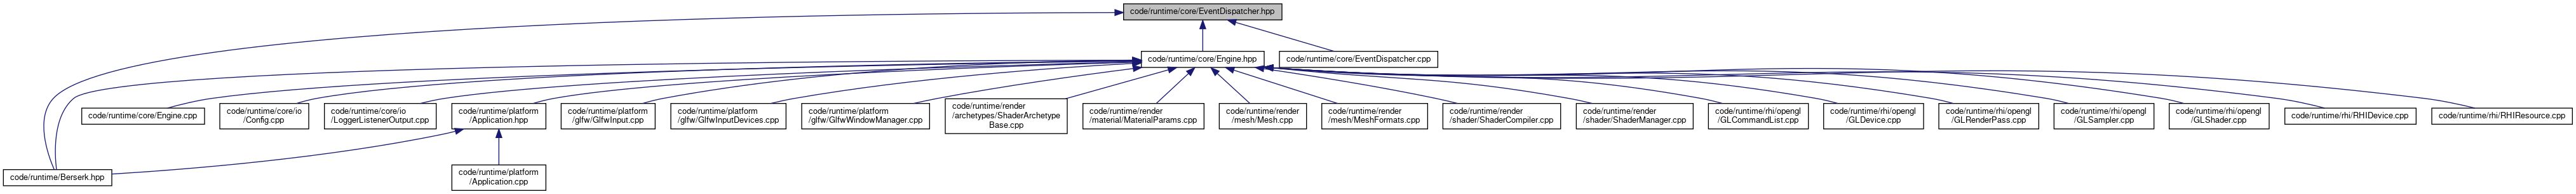 code/runtime/core/EventDispatcher.hpp
code/runtime/core/Engine.hpp
code/runtime/core/EventDispatcher.cpp
code/runtime/core/Engine.cpp
code/runtime/core/io
/Config.cpp
code/runtime/core/io
/LoggerListenerOutput.cpp
code/runtime/platform
/Application.hpp
code/runtime/platform
/glfw/GlfwInput.cpp
code/runtime/platform
/glfw/GlfwInputDevices.cpp
code/runtime/platform
/glfw/GlfwWindowManager.cpp
code/runtime/render
/archetypes/ShaderArchetype
Base.cpp
code/runtime/render
/material/MaterialParams.cpp
code/runtime/render
/mesh/Mesh.cpp
code/runtime/render
/mesh/MeshFormats.cpp
code/runtime/render
/shader/ShaderCompiler.cpp
code/runtime/render
/shader/ShaderManager.cpp
code/runtime/rhi/opengl
/GLCommandList.cpp
code/runtime/rhi/opengl
/GLDevice.cpp
code/runtime/rhi/opengl
/GLRenderPass.cpp
code/runtime/rhi/opengl
/GLSampler.cpp
code/runtime/rhi/opengl
/GLShader.cpp
code/runtime/rhi/RHIDevice.cpp
code/runtime/rhi/RHIResource.cpp
code/runtime/Berserk.hpp
code/runtime/platform
/Application.cpp